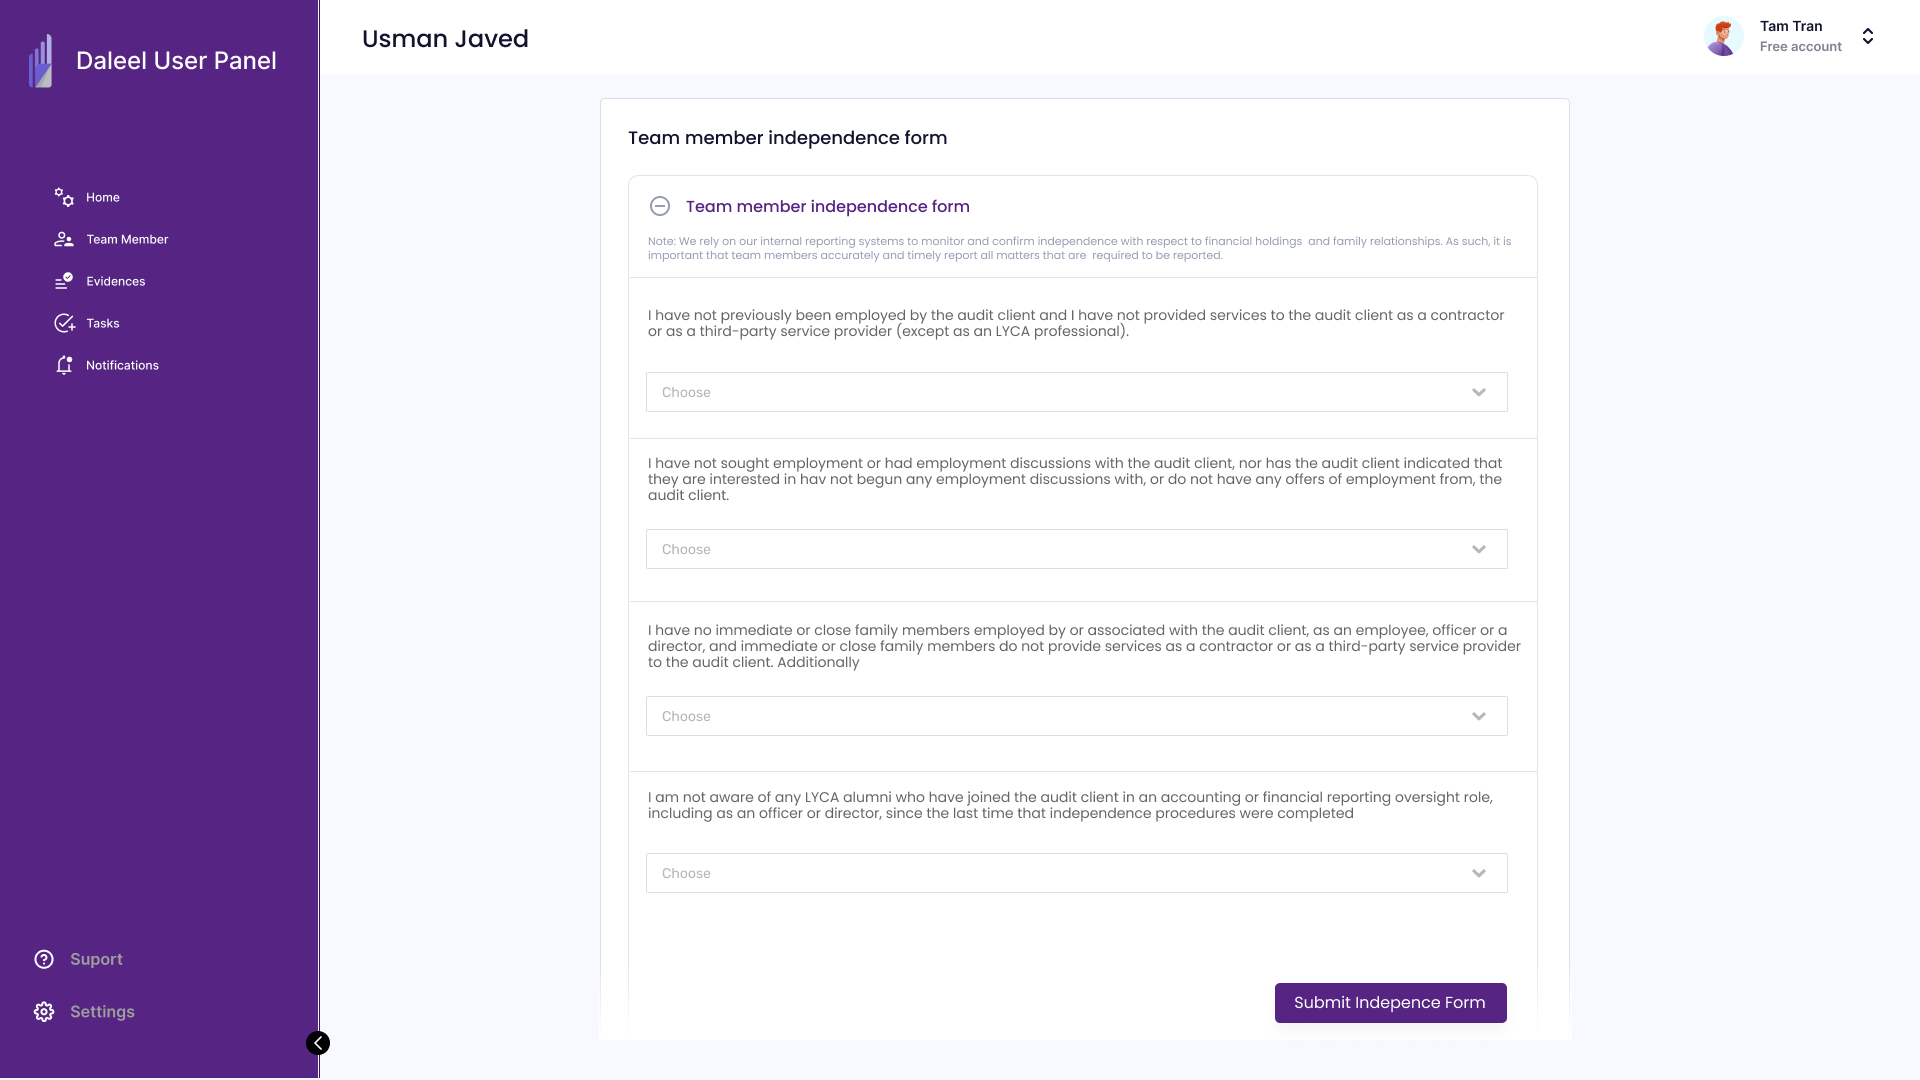 Daleel User Panel
Home
Team Member
Evidences
Tasks
Notifications
Suport
Settings
Usman Javed
Tam Tran
Free account
Team member independence form
Team member independence form
Note: We rely on our internal reporting systems to monitor and confirm independence with respect to financial holdings  and family relationships. As such, it is
important that team members accurately and timely report all matters that are  required to be reported.
I have not previously been employed by the audit client and I have not provided services to the audit client as a contractor
or as a third-party service provider (except as an LYCA professional).
Choose
I have not sought employment or had employment discussions with the audit client, nor has the audit client indicated that
they are interested in hav not begun any employment discussions with, or do not have any offers of employment from, the
audit client.
Choose
I have no immediate or close family members employed by or associated with the audit client, as an employee, officer or a
director, and immediate or close family members do not provide services as a contractor or as a third-party service provider
to the audit client. Additionally
Choose
I am not aware of any LYCA alumni who have joined the audit client in an accounting or financial reporting oversight role,
including as an officer or director, since the last time that independence procedures were completed
Choose
Submit Indepence Form